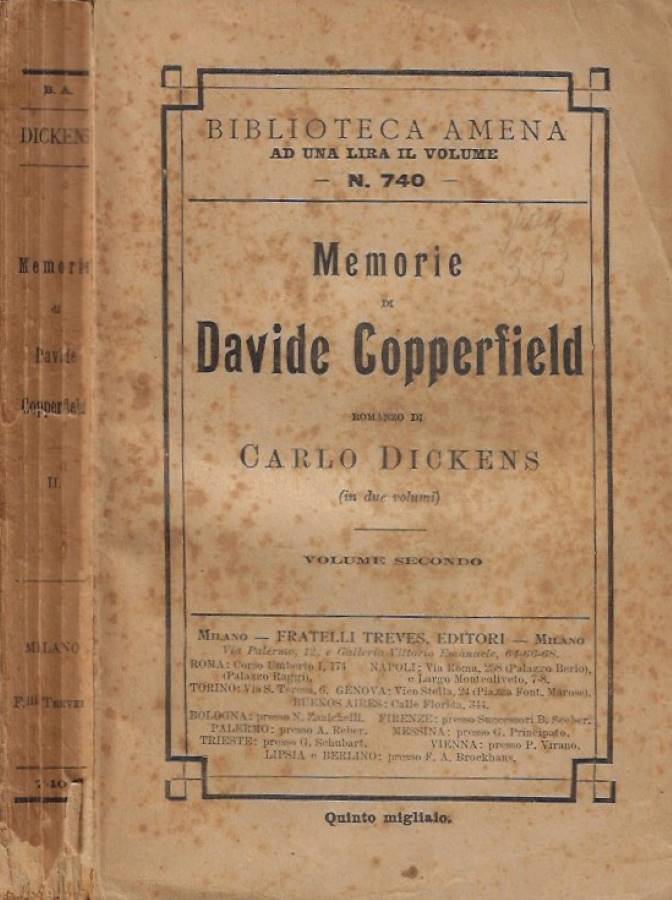 B. A.
DICKENS
Memorie
di
Davide
Copperfield
II.
MILANO
F.lli TREVES
740
BIBLIOTECA AMENA
AD UNA LIRA IL VOLUME
— N. 740 —
Memorie
DI
Davide Copperfield
ROMANZO DI
CARLO DICKENS
(in due volumi)
VOLUME SECONDO
MILANO — FRATELLI TREVES, EDITORI — MILANO
Via Palermo, 12, e Galleria Vittorio Emanuele, 64-66-68.
ROMA: Corso Umberto I, 174 NAPOLI: Via Roma, 258 (Palazzo Berio),
(Palazzo Raggi). e Largo Monteoliveto, 7-8.
TORINO: Via S. Teresa, 6. GENOVA: Vico Stella, 24 (Piazza Font. Marose).
BUENOS AIRES: Calle Florida, 344.
BOLOGNA: presso N. Zanichelli. FIRENZE: presso Successori B. Seeber.
PALERMO: presso A. Reber. MESSINA: presso G. Principato.
TRIESTE: presso G. Schubart. VIENNA: presso P. Virano.
LIPSIA e BERLINO: presso F. A. Brockhaus.
Quinto migliaio.